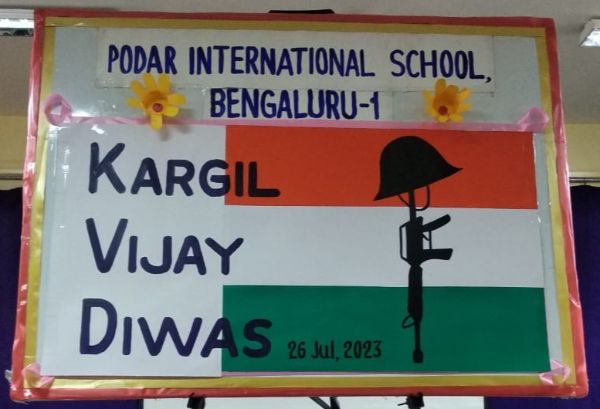 PODAR INTERNATIONAL SCHOOL,
BENGALURU-1
KARGIL
VIJAY
DIWAS
26 Jul, 2023